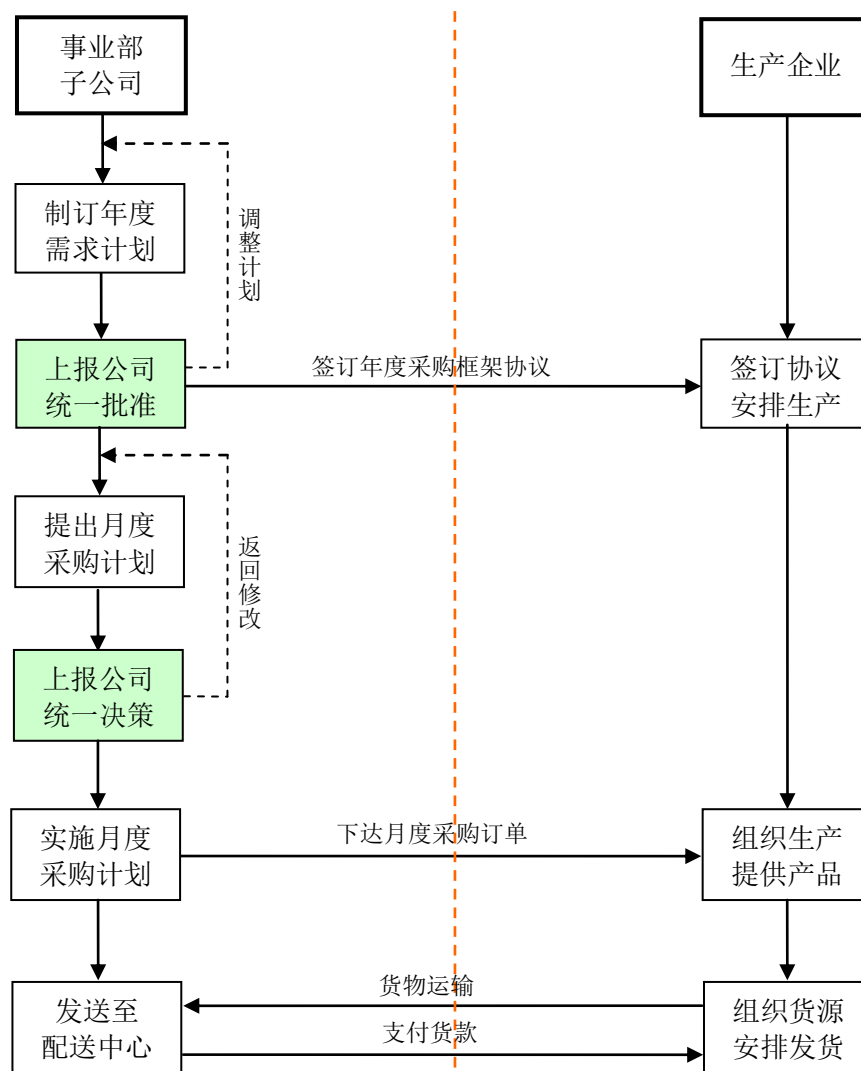 事业部
子公司
生产企业
制订年度
需求计划
调整计划
上报公司
统一批准
签订年度采购框架协议
签订协议
安排生产
提出月度
采购计划
返回修改
上报公司
统一决策
实施月度
采购计划
下达月度采购订单
组织生产
提供产品
发送至
配送中心
货物运输
支付货款
组织货源
安排发货